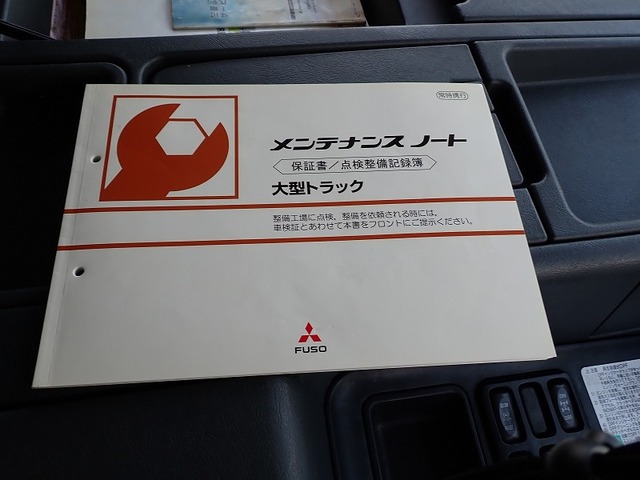 常時携行
メンテナンス ノート
保証書/点検整備記録簿
大型トラック
整備工場に点検、整備を依頼される時には、
車検証とあわせて本書をフロントにご提示ください。
FUSO